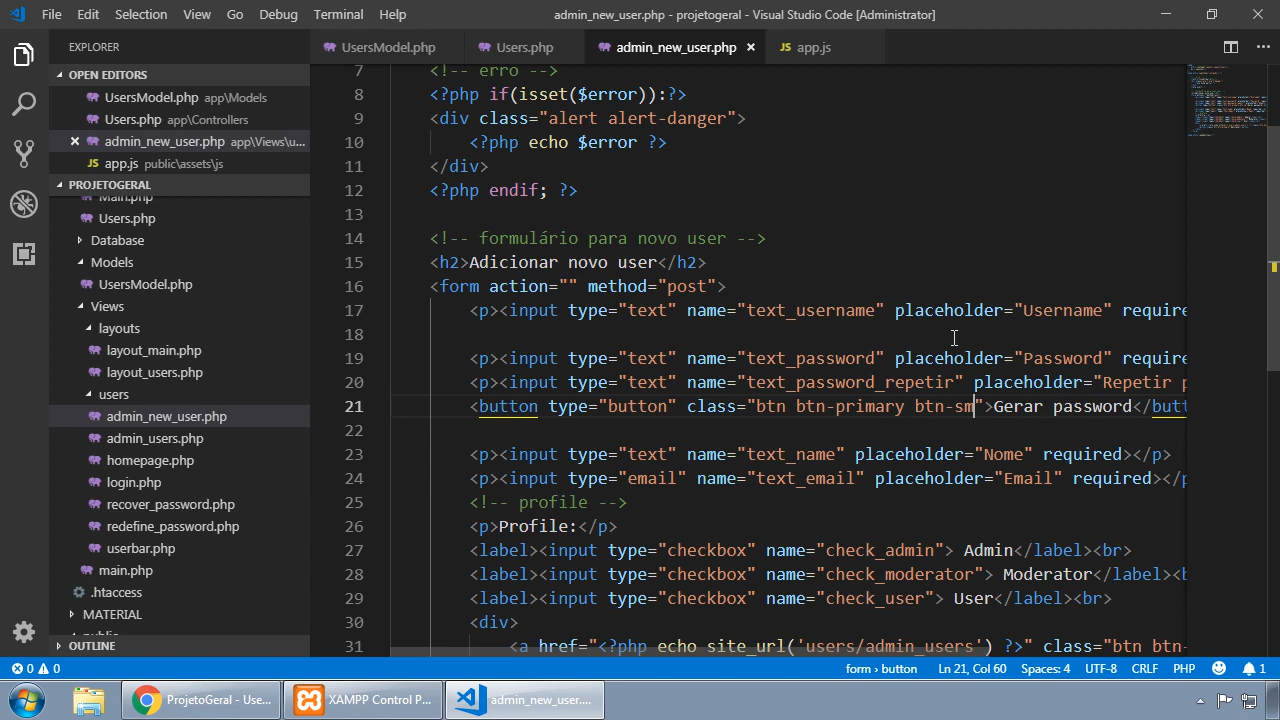 File Edit Selection View Go Debug Terminal Help
admin_new_user.php - projetogeral - Visual Studio Code [Administrator]
EXPLORER
OPEN EDITORS
UsersModel.php app\Models
Users.php app\Controllers
admin_new_user.php app\Views\u...
JS app.js public\assets\js
PROJETOGERAL
Main.php
Users.php
Database
Models
UsersModel.php
Views
layouts
layout_main.php
layout_users.php
users
admin_new_user.php
admin_users.php
homepage.php
login.php
recover_password.php
redefine_password.php
userbar.php
main.php
.htaccess
MATERIAL
public
OUTLINE
UsersModel.php Users.php admin_new_user.php JS app.js
7 <!-- erro -->
8 <?php if(isset($error)):?>
9 <div class="alert alert-danger">
10 <?php echo $error ?>
11 </div>
12 <?php endif; ?>
13
14 <!-- formulário para novo user -->
15 <h2>Adicionar novo user</h2>
16 <form action="" method="post">
17 <p><input type="text" name="text_username" placeholder="Username" require
18
19 <p><input type="text" name="text_password" placeholder="Password" require
20 <p><input type="text" name="text_password_repetir" placeholder="Repetir p
21 <button type="button" class="btn btn-primary btn-sm">Gerar password</butt
22
23 <p><input type="text" name="text_name" placeholder="Nome" required></p>
24 <p><input type="email" name="text_email" placeholder="Email" required></p
25 <!-- profile -->
26 <p>Profile:</p>
27 <label><input type="checkbox" name="check_admin"> Admin</label><br>
28 <label><input type="checkbox" name="check_moderator"> Moderator</label><b
29 <label><input type="checkbox" name="check_user"> User</label><br>
30 <div>
31 <a href="<?php echo site_url('users/admin_users') ?>" class="btn btn-
0 0 form › button Ln 21, Col 60 Spaces: 4 UTF-8 CRLF PHP 1
ProjetoGeral - Use... XAMPP Control P... admin_new_user....